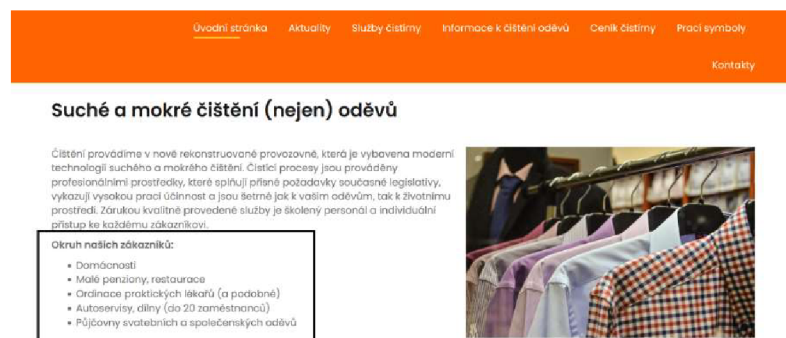 Úvodní stránka Aktuality Služby čistírny Informace k čištění oděvů Ceník čistírny Prací symboly
Kontakty
Suché a mokré čištění (nejen) oděvů
Čištění provádíme v nově rekonstruované provozovně, která je vybavena moderní
technologií suchého a mokrého čištění. Čistící procesy jsou prováděny
profesionálními prostředky, které splňují přísné požadavky současné legislativy,
vykazují vysokou prací účinnost a jsou šetrné jak k vašim oděvům, tak k životnímu
prostředí. Zárukou kvalitně provedené služby je školený personál a individuální
přístup ke každému zákazníkovi.
Okruh našich zákazníků:
• Domácnosti
• Malé penziony, restaurace
• Ordinace praktických lékařů (a podobné)
• Autoservisy, dílny (do 20 zaměstnanců)
• Půjčovny svatebních a společenských oděvů